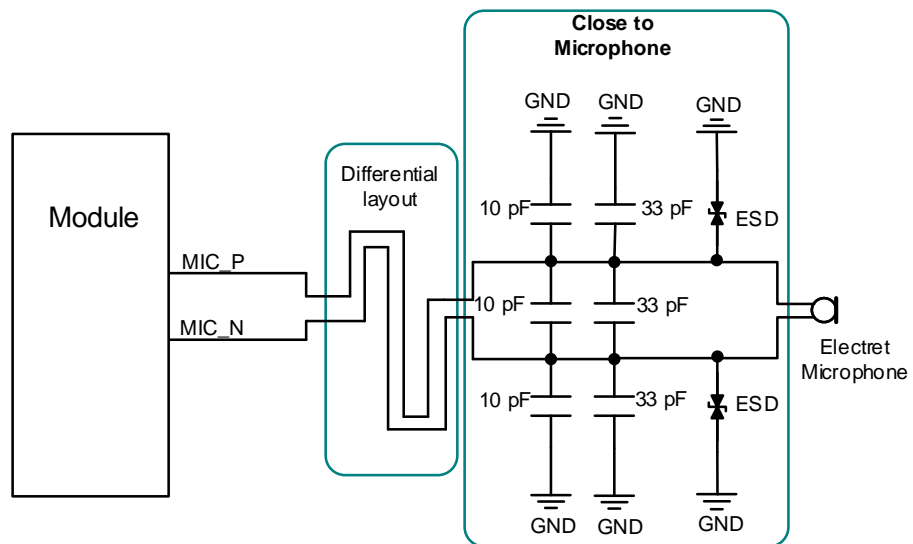 Close to
Microphone
GND
GND
GND
Differential
layout
10 pF
33 pF
ESD
Module
MIC_P
10 pF
33 pF
MIC_N
Electret
Microphone
10 pF
33 pF
ESD
GND
GND
GND